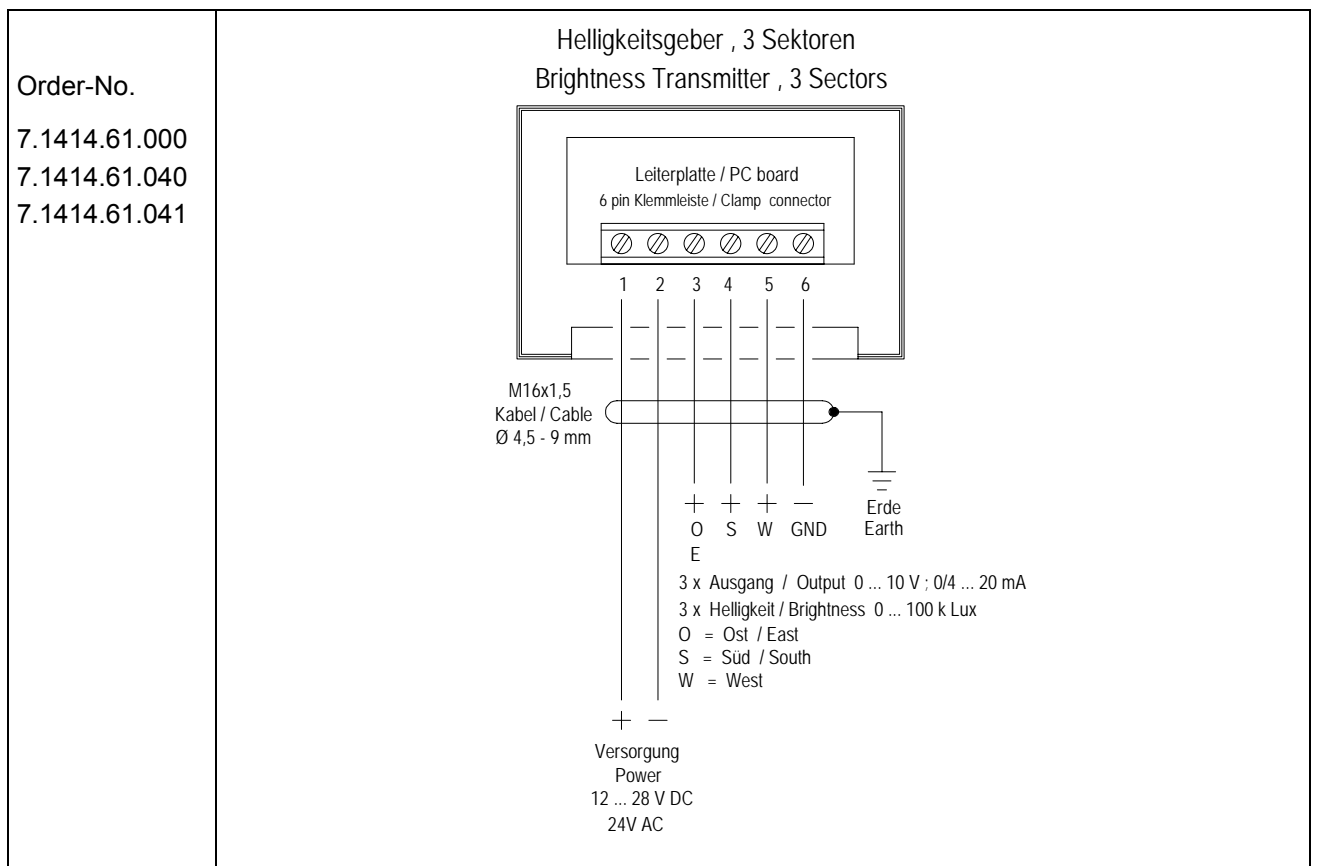 Order-No.
7.1414.61.000
7.1414.61.040
7.1414.61.041
Helligkeitsgeber , 3 Sektoren
Brightness Transmitter , 3 Sectors
Leiterplatte / PC board
6 pin Klemmleiste / Clamp connector
1 2 3 4 5 6
M16x1,5
Kabel / Cable
Ø 4,5 - 9 mm
+ + + —
O S W GND
E
Erde
Earth
3 x Ausgang / Output 0 ... 10 V ; 0/4 ... 20 mA
3 x Helligkeit / Brightness 0 ... 100 k Lux
O = Ost / East
S = Süd / South
W = West
+ —
Versorgung
Power
12 ... 28 V DC
24V AC